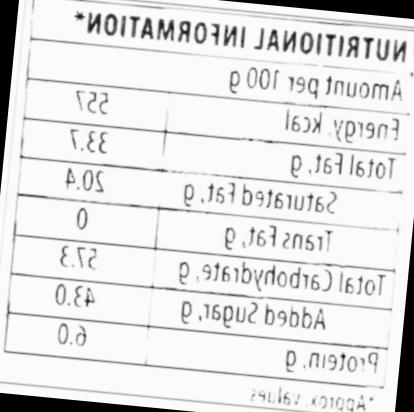 NUTRITIONAL INFORMATION*
Amount per 100 g
Energy, kcal 557
Total Fat, g 33.7
Saturated Fat, g 20.4
Trans Fat, g 0
Total Carbohydrate, g 57.3
Added Sugar, g 43.0
Protein, g 6.0
*Approx. values